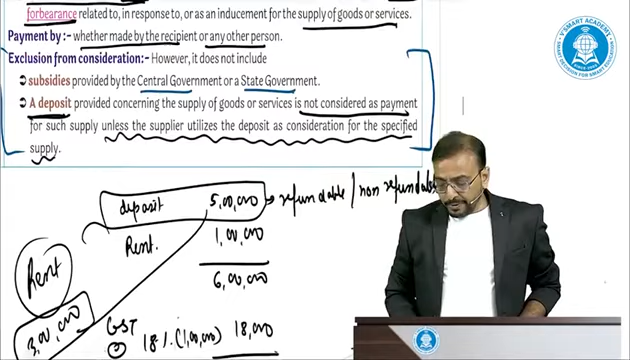 forbearance related to, in response to, or as an inducement for the supply of goods or services.
Payment by :- whether made by the recipient or any other person.
Exclusion from consideration:- However, it does not include
➲ subsidies provided by the Central Government or a State Government.
➲ A deposit provided concerning the supply of goods or services is not considered as payment
for such supply unless the supplier utilizes the deposit as consideration for the specified
supply.
V'SMART ACADEMY
deposit 5,00,000 → refundable / non refundable
Rent. 1,00,000
6,00,000
Rent
3,00,000
GST
@ 18%. (1,00,000) 18,000